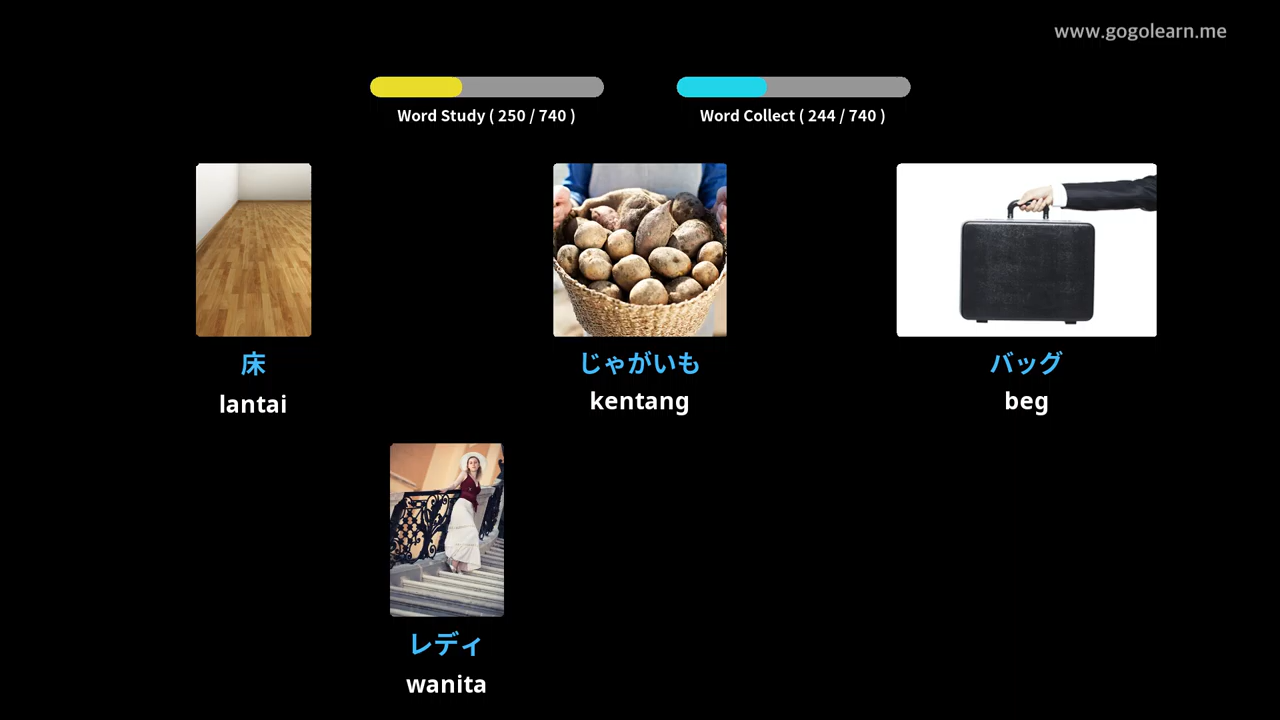 www.gogolearn.me
Word Study ( 250 / 740 )
Word Collect ( 244 / 740 )
床
lantai
じゃがいも
kentang
バッグ
beg
レディ
wanita